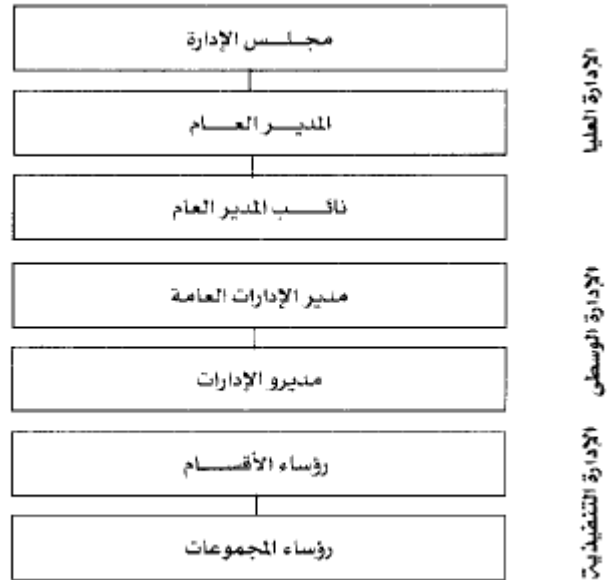 مجلس الإدارة
المدير العام
نائب المدير العام
الإدارة العليا
مدير الإدارات العامة
مديرو الإدارات
الإدارة الوسطى
رؤساء الأقسام
رؤساء المجموعات
الإدارة التنفيذية